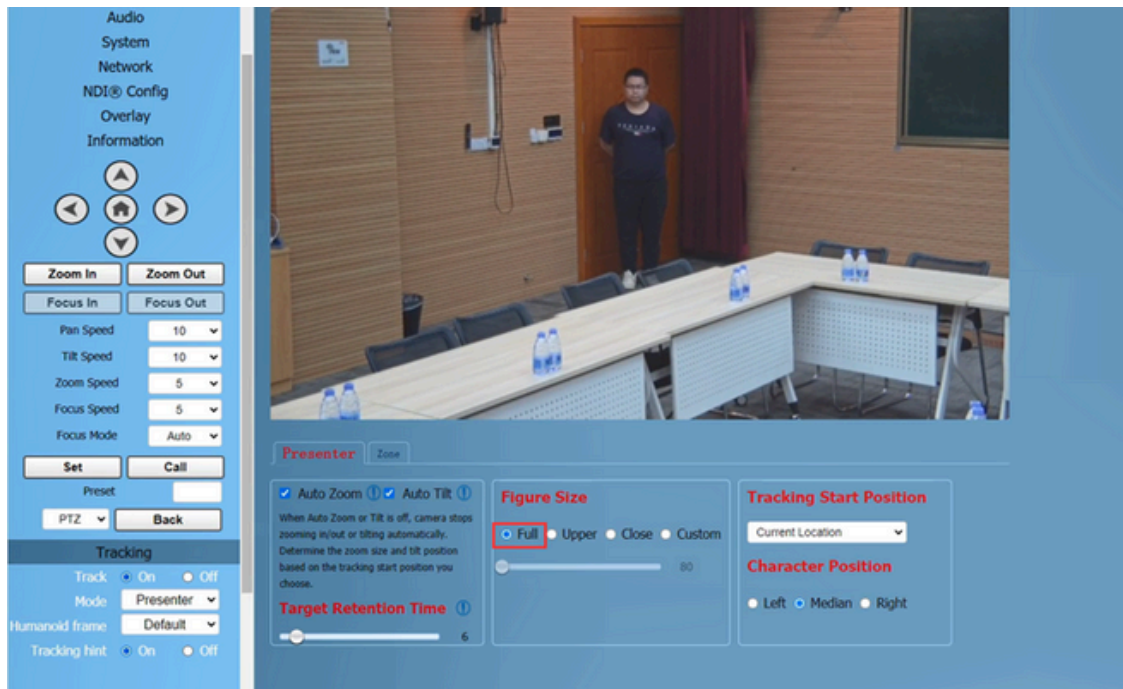 Audio
System
Network
NDI® Config
Overlay
Information
Zoom In Zoom Out
Focus In Focus Out
Pan Speed 10
Tilt Speed 10
Zoom Speed 5
Focus Speed 5
Focus Mode Auto
Set Call
Preset
PTZ Back
Tracking
Track On Off
Mode Presenter
Humanoid frame Default
Tracking hint On Off
Presenter Zone
Auto Zoom Auto Tilt
When Auto Zoom or Tilt is off, camera stops
zooming in/out or tilting automatically.
Determine the zoom size and tilt position
based on the tracking start position you
choose.
Target Retention Time
6
Figure Size
Full Upper Close Custom
80
Tracking Start Position
Current Location
Character Position
Left Median Right